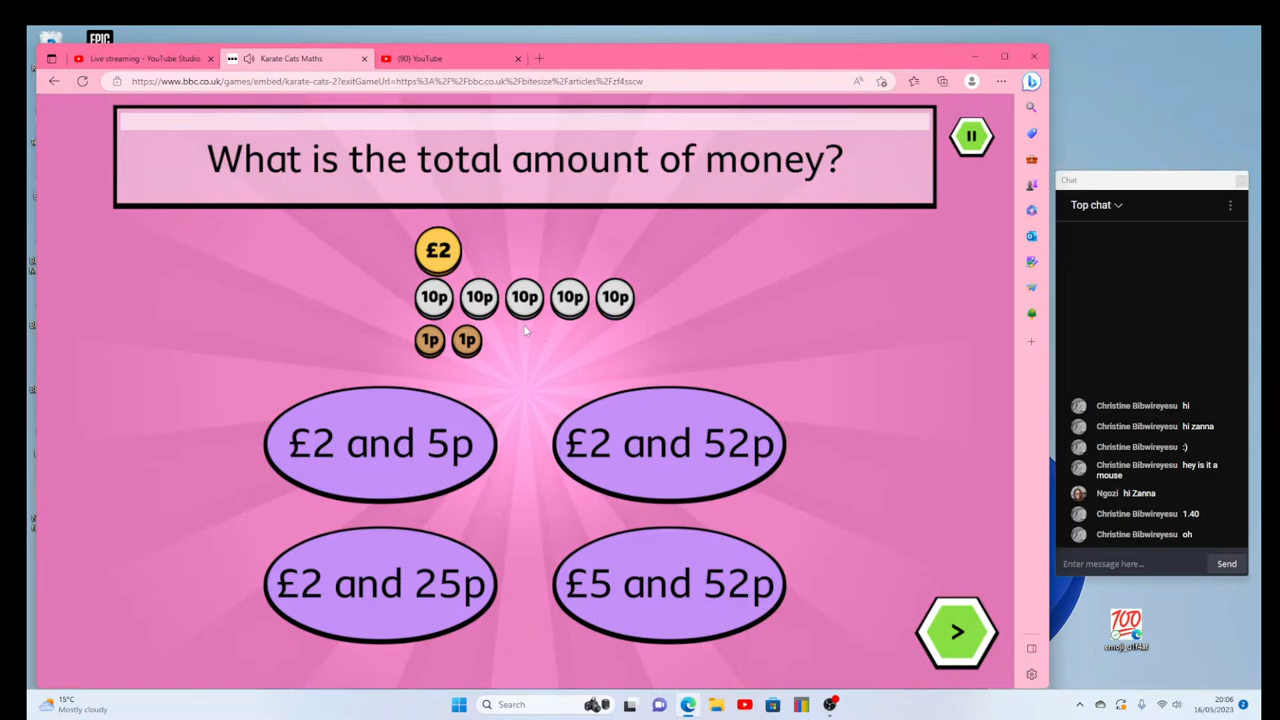 EPIC
Live streaming - YouTube Studio
Karate Cats Maths
(90) YouTube
https://www.bbc.co.uk/games/embed/karate-cats-2?exitGameUrl=https%3A%2F%2Fbbc.co.uk%2Fbitesize%2Farticles%2Fzf4sscw
What is the total amount of money?
£2
10p 10p 10p 10p 10p
1p 1p
£2 and 5p
£2 and 52p
£2 and 25p
£5 and 52p
>
Chat
Top chat
Christine Bibwireyesu hi
Christine Bibwireyesu hi zanna
Christine Bibwireyesu :)
Christine Bibwireyesu hey is it a
mouse
Ngozi hi Zanna
Christine Bibwireyesu 1.40
Christine Bibwireyesu oh
Enter message here...
Send
100
emoji_u1f4af
15°C
Mostly cloudy
Search
20:06
16/05/2023
2